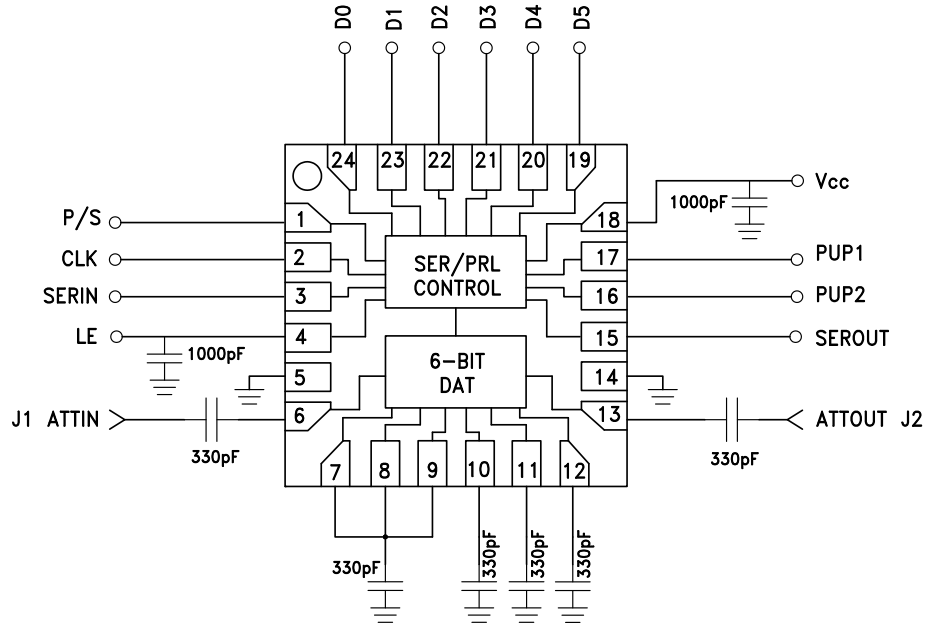 D0
D1
D2
D3
D4
D5
24
23
22
21
20
19
Vcc
1000pF
P/S
1
18
CLK
2
SER/PRL
CONTROL
17
PUP1
SERIN
3
16
PUP2
LE
4
15
SEROUT
1000pF
5
6-BIT
DAT
14
J1 ATTIN
6
13
ATTOUT J2
330pF
330pF
7
8
9
10
11
12
330pF
330pF
330pF
330pF